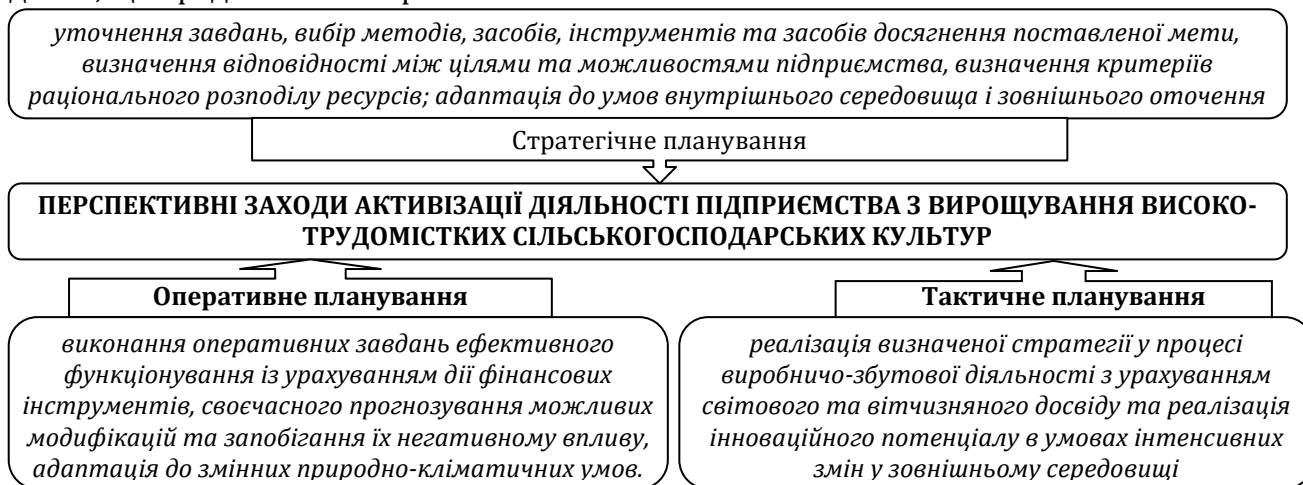 уточнення завдань, вибір методів, засобів, інструментів та засобів досягнення поставленої мети,
визначення відповідності між цілями та можливостями підприємства, визначення критеріїв
раціонального розподілу ресурсів; адаптація до умов внутрішнього середовища і зовнішнього оточення
Стратегічне планування
ПЕРСПЕКТИВНІ ЗАХОДИ АКТИВІЗАЦІЇ ДІЯЛЬНОСТІ ПІДПРИЄМСТВА З ВИРОЩУВАННЯ ВИСОКО-
ТРУДОМІСТКИХ СІЛЬСЬКОГОСПОДАРСЬКИХ КУЛЬТУР
Оперативне планування
виконання оперативних завдань ефективного
функціонування із урахуванням дії фінансових
інструментів, своєчасного прогнозування можливих
модифікацій та запобігання їх негативному впливу,
адаптація до змінних природно-кліматичних умов.
Тактичне планування
реалізація визначеної стратегії у процесі
виробничо-збутової діяльності з урахуванням
світового та вітчизняного досвіду та реалізація
інноваційного потенціалу в умовах інтенсивних
змін у зовнішньому середовищі